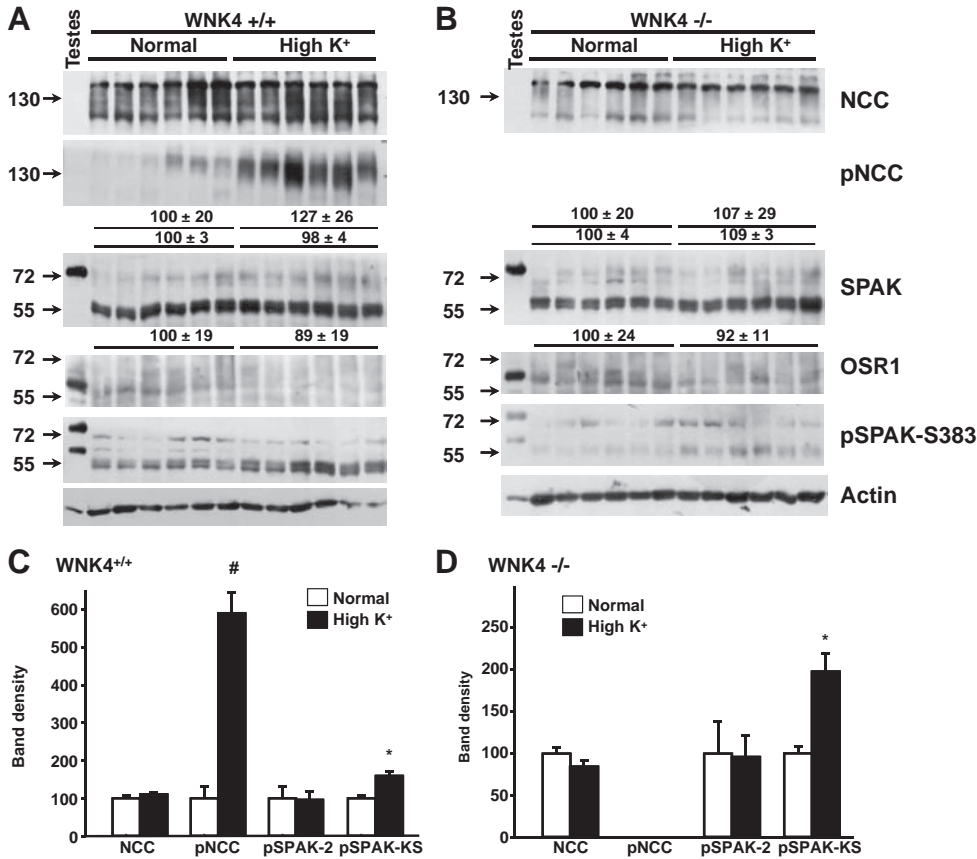 A
WNK4 +/+
Testes
Normal
High K+
130
130
100 ± 20
127 ± 26
100 ± 3
98 ± 4
72
55
100 ± 19
89 ± 19
72
55
72
55
B
WNK4 -/-
Testes
Normal
High K+
130
NCC
pNCC
100 ± 20
107 ± 29
100 ± 4
109 ± 3
72
55
SPAK
100 ± 24
92 ± 11
72
55
OSR1
72
55
pSPAK-S383
Actin
C
WNK4+/+
#
Normal
High K+
Band density
600
500
400
300
200
100
0
*
NCC
pNCC
pSPAK-2
pSPAK-KS
D
WNK4 -/-
Normal
High K+
Band density
250
200
150
100
50
0
*
NCC
pNCC
pSPAK-2
pSPAK-KS